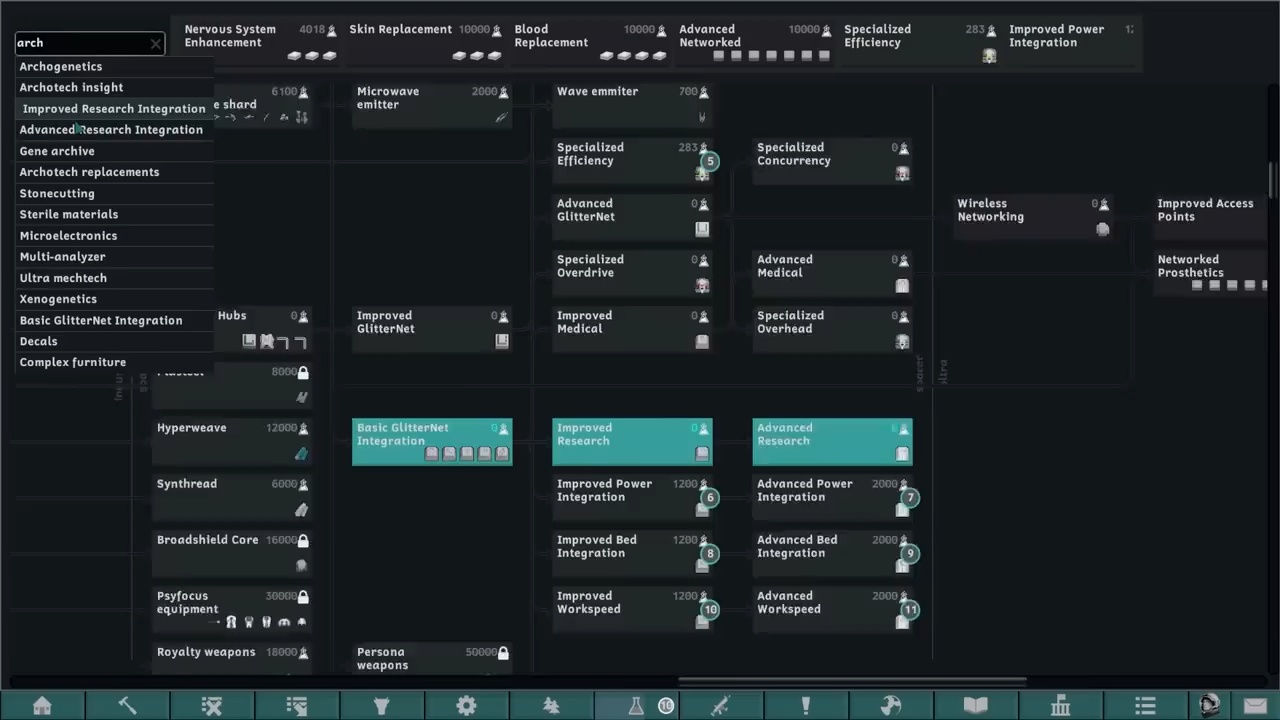 arch
Nervous System 4018
Enhancement
Skin Replacement 10000
Blood 10000
Replacement
Advanced 10000
Networked
Specialized 283
Efficiency
Improved Power
Integration
Archogenetics
Archotech insight
Improved Research Integration
Advanced Research Integration
Gene archive
Archotech replacements
Stonecutting
Sterile materials
Microelectronics
Multi-analyzer
Ultra mechtech
Xenogenetics
Basic GlitterNet Integration
Decals
Complex furniture
e shard 6100
Microwave 2000
emitter
Wave emmiter 700
Specialized 283
Efficiency
5
Specialized 0
Concurrency
Advanced 0
GlitterNet
Wireless 0
Networking
Improved Access
Points
Specialized 0
Overdrive
Advanced 0
Medical
Networked
Prosthetics
Hubs 0
Improved 0
GlitterNet
Improved 0
Medical
Specialized 0
Overhead
8000
Hyperweave 12000
Basic GlitterNet 0
Integration
Improved 0
Research
Advanced
Research
Synthread 6000
Improved Power 1200
Integration
6
Advanced Power 2000
Integration
7
Broadshield Core 16000
Improved Bed 1200
Integration
8
Advanced Bed 2000
Integration
9
Psyfocus 30000
equipment
Improved 1200
Workspeed
10
Advanced 2000
Workspeed
11
Royalty weapons 18000
Persona 50000
weapons